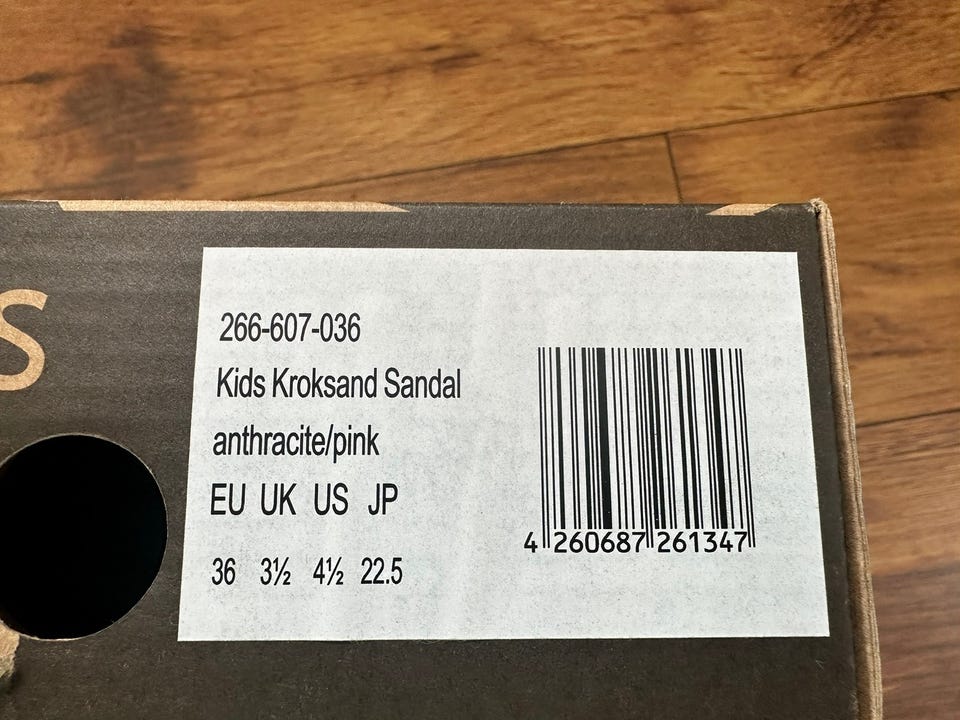 S
266-607-036
Kids Kroksand Sandal
anthracite/pink
EU UK US JP
36 3½ 4½ 22.5
4 260687 261347